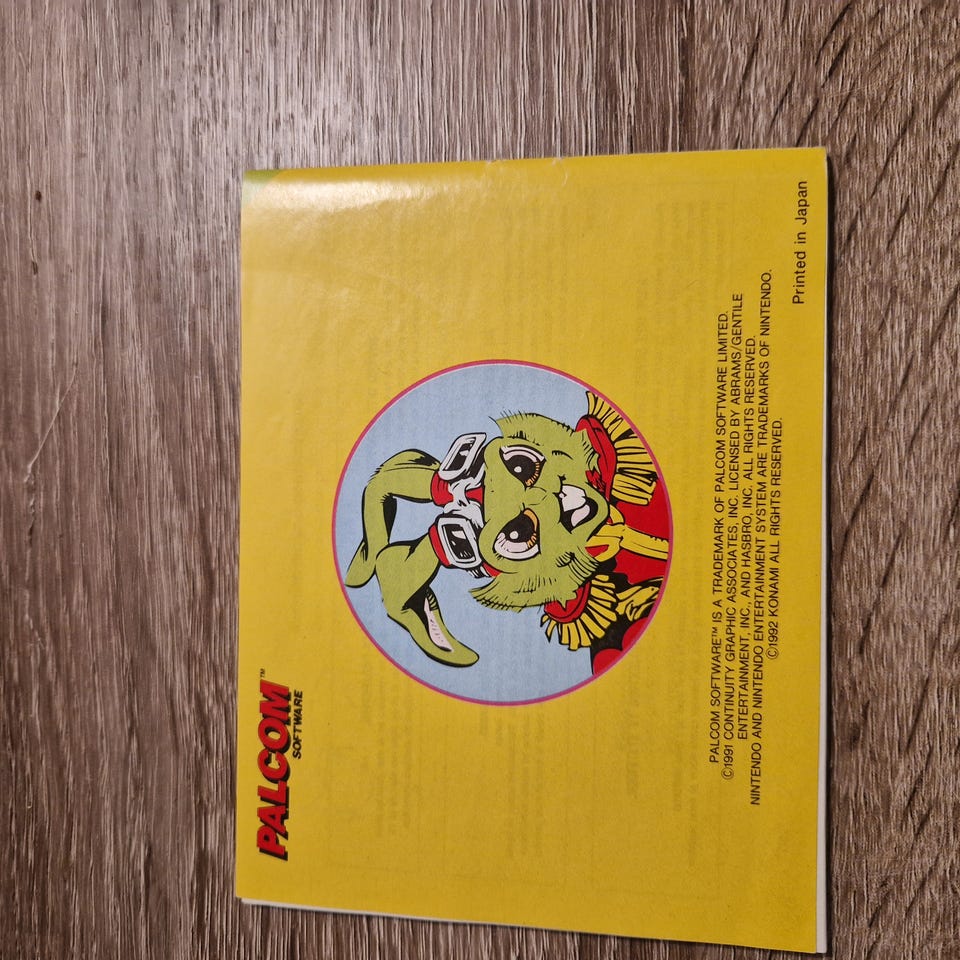 PALCOM™
SOFTWARE
PALCOM SOFTWARE™ IS A TRADEMARK OF PALCOM SOFTWARE LIMITED.
©1991 CONTINUITY GRAPHIC ASSOCIATES, INC. LICENSED BY ABRAMS/GENTILE
ENTERTAINMENT, INC., AND HASBRO, INC. ALL RIGHTS RESERVED.
NINTENDO AND NINTENDO ENTERTAINMENT SYSTEM ARE TRADEMARKS OF NINTENDO.
©1992 KONAMI ALL RIGHTS RESERVED.
Printed in Japan